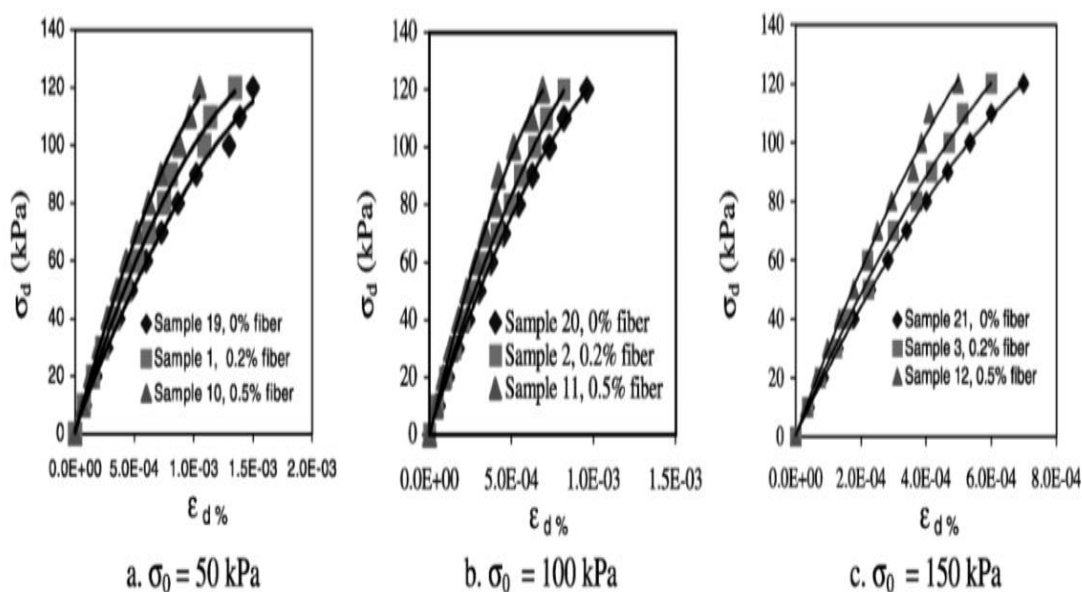 140
120
100
80
60
40
20
0
σd (kPa)
Sample 19, 0% fiber
Sample 1, 0.2% fiber
Sample 10, 0.5% fiber
0.0E+00 5.0E-04 1.0E-03 1.5E-03 2.0E-03
εd %
a. σ0 = 50 kPa
140
120
100
80
60
40
20
0
σd (kPa)
Sample 20, 0% fiber
Sample 2, 0.2% fiber
Sample 11, 0.5% fiber
0.0E+00 5.0E-04 1.0E-03 1.5E-03
εd %
b. σ0 = 100 kPa
140
120
100
80
60
40
20
0
σd (kPa)
Sample 21, 0% fiber
Sample 3, 0.2% fiber
Sample 12, 0.5% fiber
0.0E+00 2.0E-04 4.0E-04 6.0E-04 8.0E-04
εd %
c. σ0 = 150 kPa